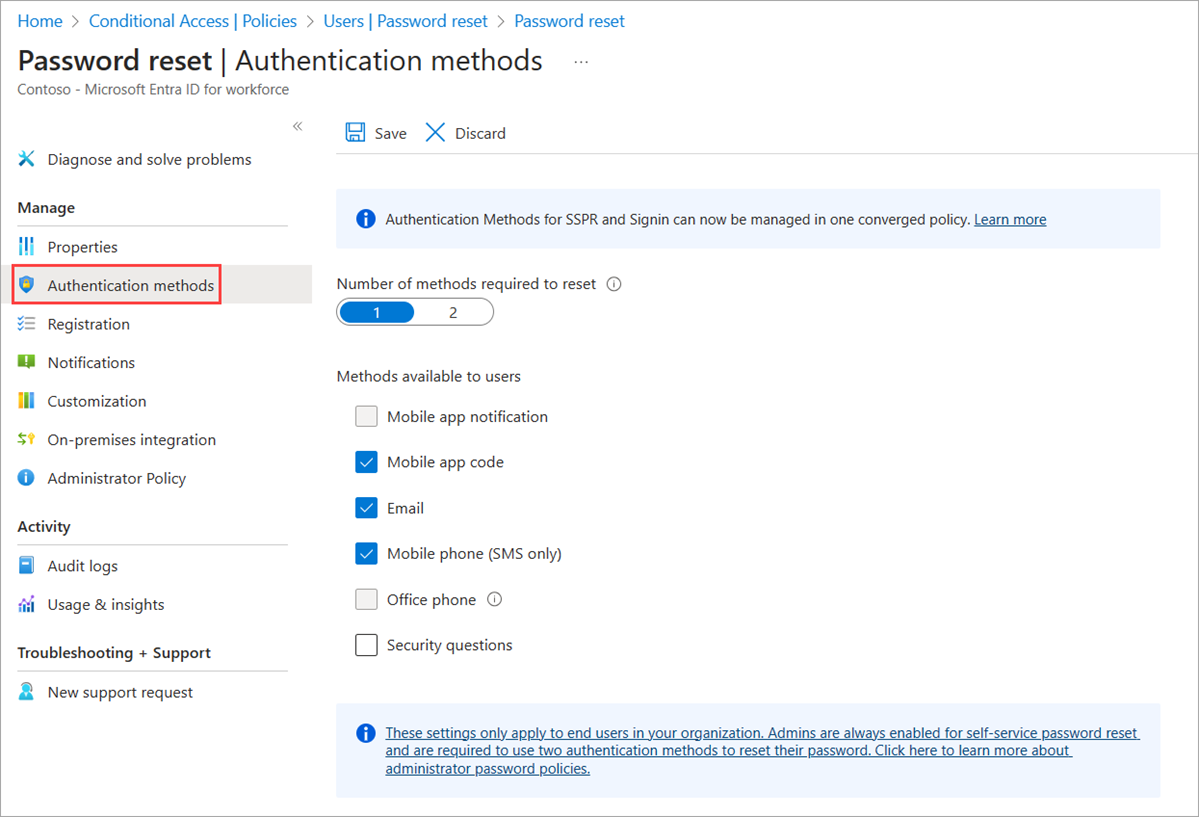 Home > Conditional Access | Policies > Users | Password reset > Password reset
Password reset | Authentication methods ...
Contoso - Microsoft Entra ID for workforce
«
Diagnose and solve problems
Manage
Properties
Authentication methods
Registration
Notifications
Customization
On-premises integration
Administrator Policy
Activity
Audit logs
Usage & insights
Troubleshooting + Support
New support request
Save Discard
Authentication Methods for SSPR and Signin can now be managed in one converged policy. Learn more
Number of methods required to reset
1 2
Methods available to users
Mobile app notification
Mobile app code
Email
Mobile phone (SMS only)
Office phone
Security questions
These settings only apply to end users in your organization. Admins are always enabled for self-service password reset
and are required to use two authentication methods to reset their password. Click here to learn more about
administrator password policies.